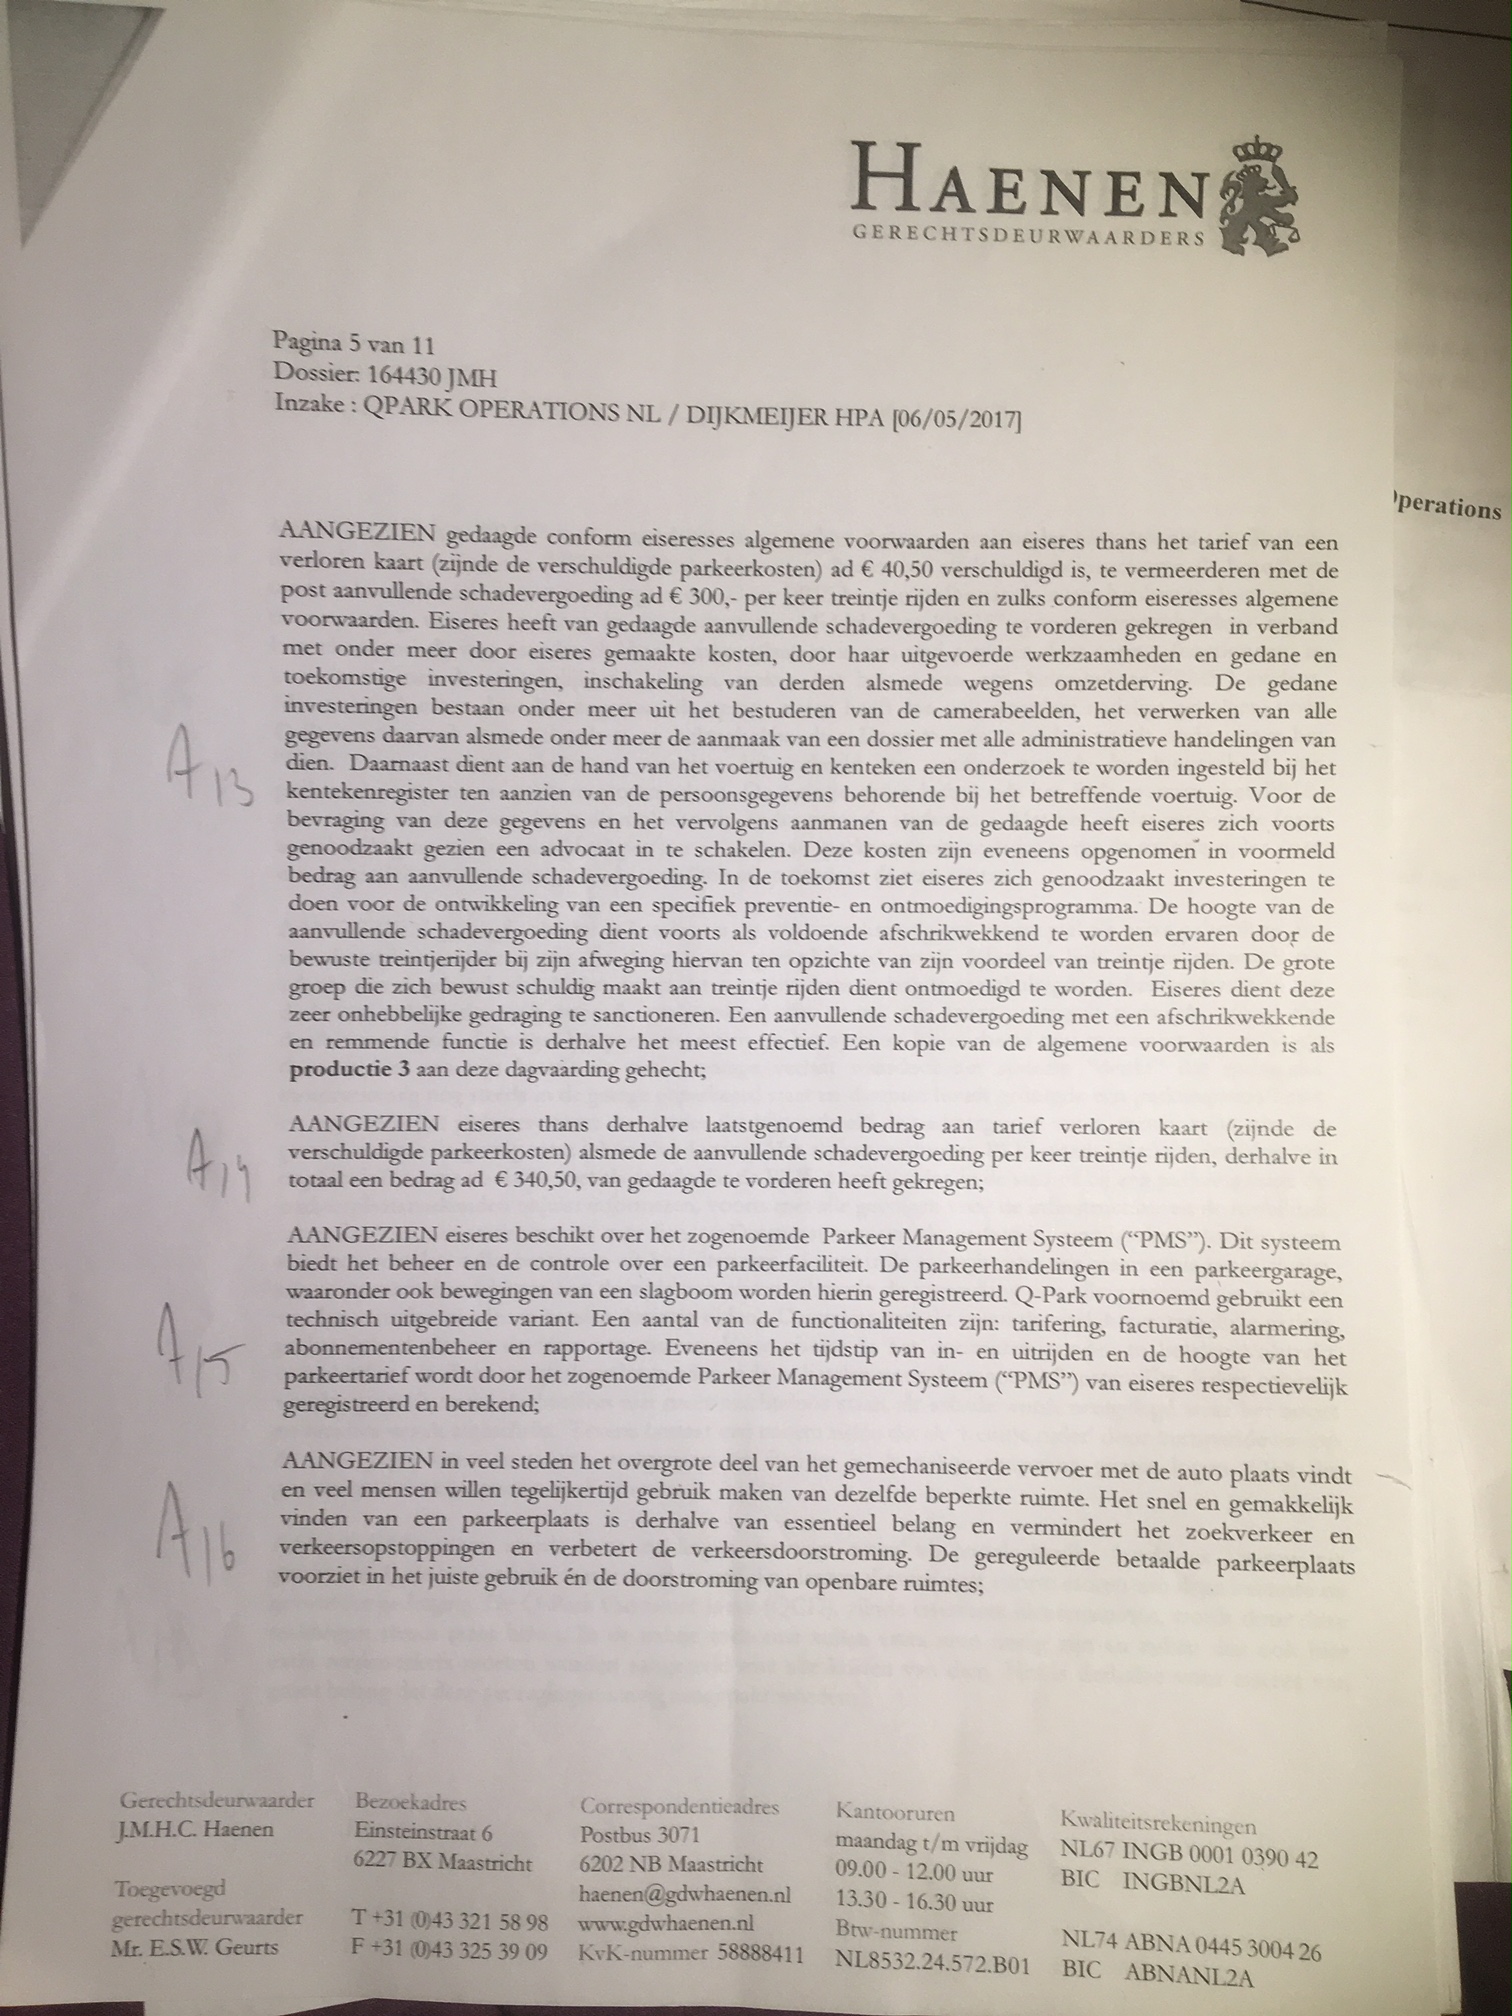 HAENEN
GERECHTSDEURWAARDERS
Pagina 5 van 11
Dossier: 164430 JMH
Inzake : QPARK OPERATIONS NL / DIJKMEIJER HPA [06/05/2017]
perations
AANGEZIEN gedaagde conform eiseresses algemene voorwaarden aan eiseres thans het tarief van een
verloren kaart (zijnde de verschuldigde parkeerkosten) ad € 40,50 verschuldigd is, te vermeerderen met de
post aanvullende schadevergoeding ad € 300,- per keer treintje rijden en zulks conform eiseresses algemene
voorwaarden. Eiseres heeft van gedaagde aanvullende schadevergoeding te vorderen gekregen in verband
met onder meer door eiseres gemaakte kosten, door haar uitgevoerde werkzaamheden en gedane en
toekomstige investeringen, inschakeling van derden alsmede wegens omzetderving. De gedane
investeringen bestaan onder meer uit het bestuderen van de camerabeelden, het verwerken van alle
gegevens daarvan alsmede onder meer de aanmaak van een dossier met alle administratieve handelingen van
dien. Daarnaast dient aan de hand van het voertuig en kenteken een onderzoek te worden ingesteld bij het
kentekenregister ten aanzien van de persoonsgegevens behorende bij het betreffende voertuig. Voor de
bevraging van deze gegevens en het vervolgens aanmanen van de gedaagde heeft eiseres zich voorts
genoodzaakt gezien een advocaat in te schakelen. Deze kosten zijn eveneens opgenomen in voormeld
bedrag aan aanvullende schadevergoeding. In de toekomst ziet eiseres zich genoodzaakt investeringen te
doen voor de ontwikkeling van een specifiek preventie- en ontmoedigingsprogramma. De hoogte van de
aanvullende schadevergoeding dient voorts als voldoende afschrikwekkend te worden ervaren door de
bewuste treintjerijder bij zijn afweging hiervan ten opzichte van zijn voordeel van treintje rijden. De grote
groep die zich bewust schuldig maakt aan treintje rijden dient ontmoedigd te worden. Eiseres dient deze
zeer onhebbelijke gedraging te sanctioneren. Een aanvullende schadevergoeding met een afschrikwekkende
en remmende functie is derhalve het meest effectief. Een kopie van de algemene voorwaarden is als
productie 3 aan deze dagvaarding gehecht;
A13
AANGEZIEN eiseres thans derhalve laatstgenoemd bedrag aan tarief verloren kaart (zijnde de
verschuldigde parkeerkosten) alsmede de aanvullende schadevergoeding per keer treintje rijden, derhalve in
totaal een bedrag ad € 340,50, van gedaagde te vorderen heeft gekregen;
A14
AANGEZIEN eiseres beschikt over het zogenoemde Parkeer Management Systeem (“PMS”). Dit systeem
biedt het beheer en de controle over een parkeerfaciliteit. De parkeerhandelingen in een parkeergarage,
waaronder ook bewegingen van een slagboom worden hierin geregistreerd. Q-Park voornoemd gebruikt een
technisch uitgebreide variant. Een aantal van de functionaliteiten zijn: tarifering, facturatie, alarmering,
abonnementenbeheer en rapportage. Eveneens het tijdstip van in- en uitrijden en de hoogte van het
parkeertarief wordt door het zogenoemde Parkeer Management Systeem (“PMS”) van eiseres respectievelijk
geregistreerd en berekend;
A15
AANGEZIEN in veel steden het overgrote deel van het gemechaniseerde vervoer met de auto plaats vindt
en veel mensen willen tegelijkertijd gebruik maken van dezelfde beperkte ruimte. Het snel en gemakkelijk
vinden van een parkeerplaats is derhalve van essentieel belang en vermindert het zoekverkeer en
verkeersopstoppingen en verbetert de verkeersdoorstroming. De gereguleerde betaalde parkeerplaats
voorziet in het juiste gebruik én de doorstroming van openbare ruimtes;
A16
Gerechtsdeurwaarder
J.M.H.C. Haenen
Toegevoegd
gerechtsdeurwaarder
Mr. E.S.W. Geurts
Bezoekadres
Einsteinstraat 6
6227 BX Maastricht
T +31 (0)43 321 58 98
F +31 (0)43 325 39 09
Correspondentieadres
Postbus 3071
6202 NB Maastricht
haenen@gdwhaenen.nl
www.gdwhaenen.nl
KvK-nummer 58888411
Kantooruren
maandag t/m vrijdag
09.00 - 12.00 uur
13.30 - 16.30 uur
Btw-nummer
NL8532.24.572.B01
Kwaliteitsrekeningen
NL67 INGB 0001 0390 42
BIC INGBNL2A
NL74 ABNA 0445 3004 26
BIC ABNANL2A